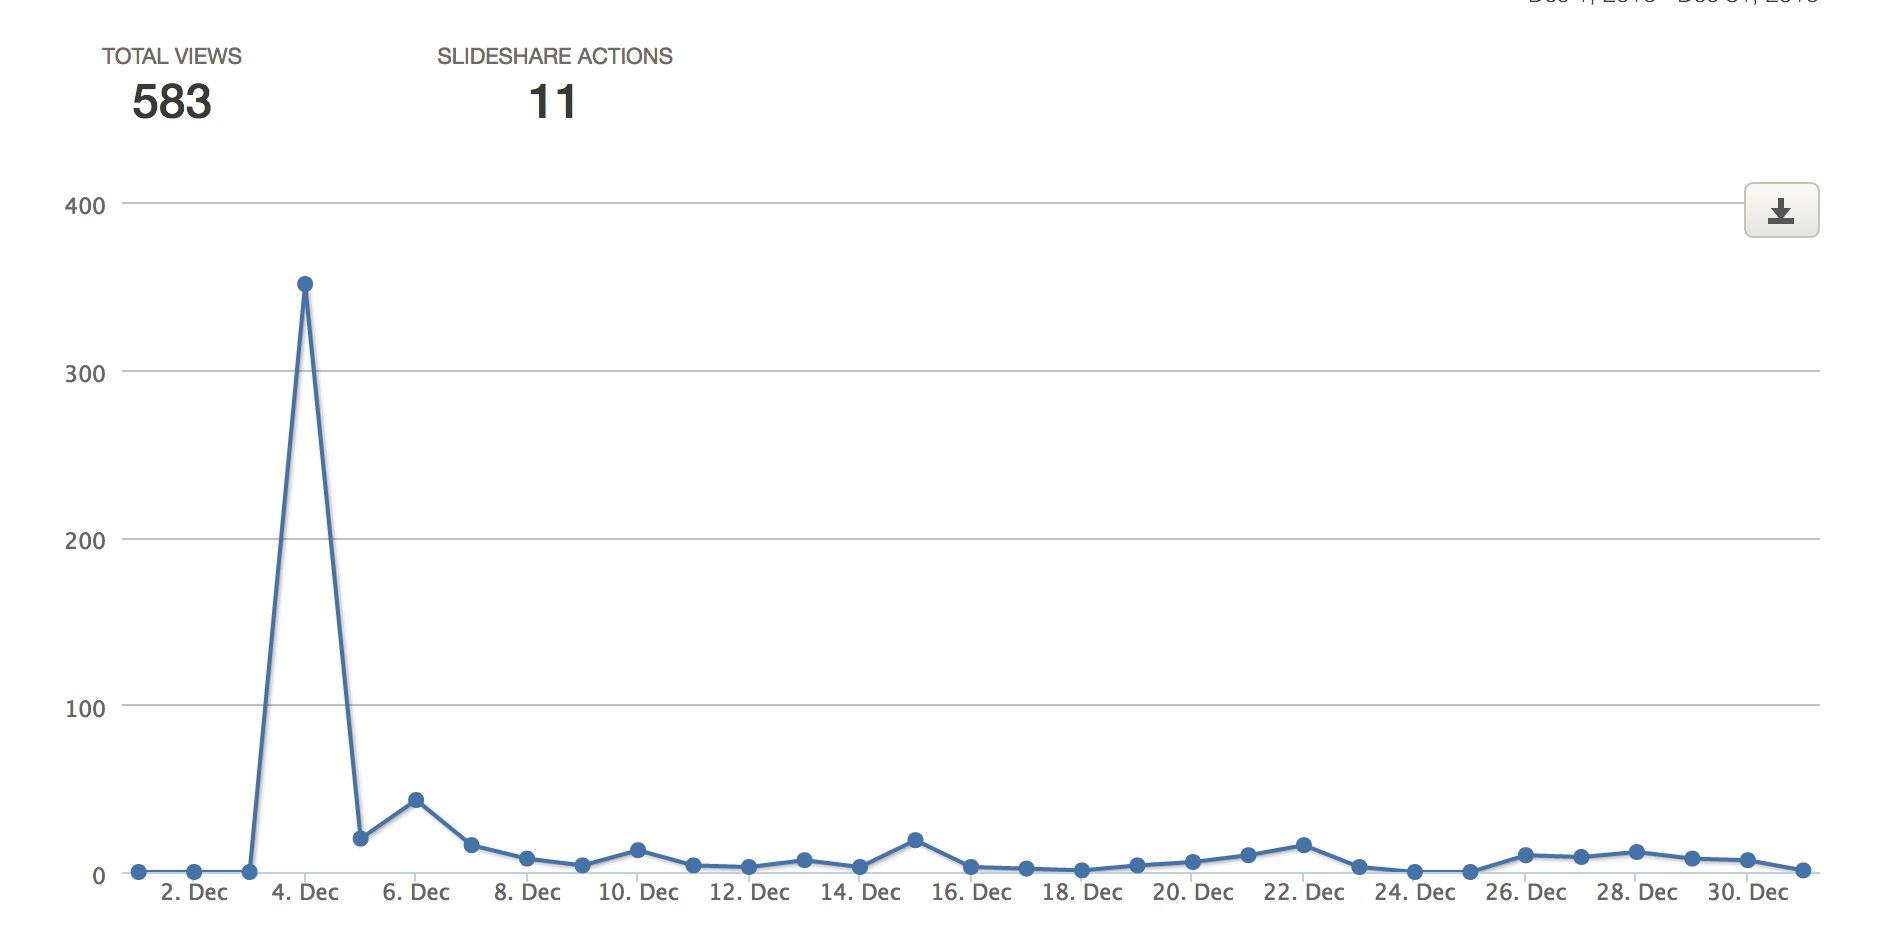 TOTAL VIEWS
583
SLIDESHARE ACTIONS
11
400
300
200
100
0
2. Dec 4. Dec 6. Dec 8. Dec 10. Dec 12. Dec 14. Dec 16. Dec 18. Dec 20. Dec 22. Dec 24. Dec 26. Dec 28. Dec 30. Dec